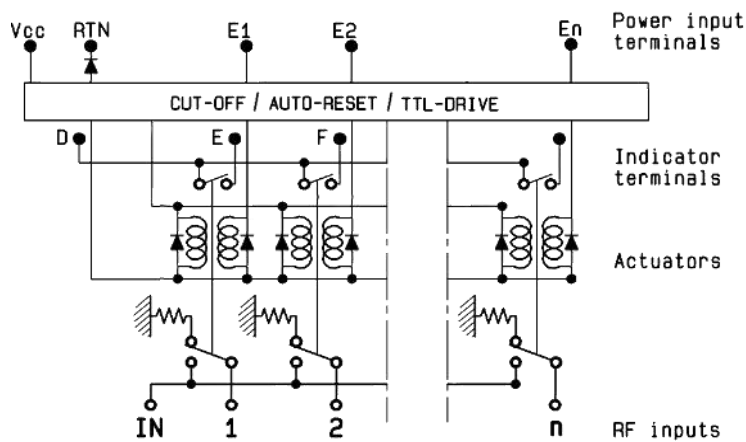 Vcc RTN E1 E2 En Power input
terminals
CUT-OFF / AUTO-RESET / TTL-DRIVE
D E F Indicator
terminals
Actuators
IN 1 2 n RF inputs